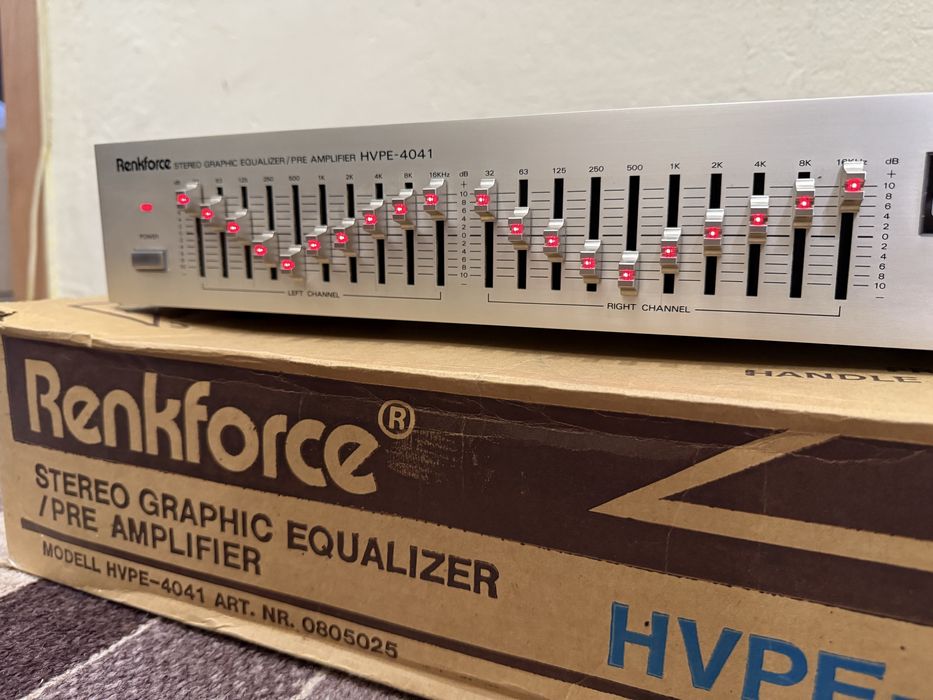 Renkforce STEREO GRAPHIC EQUALIZER/PRE AMPLIFIER HVPE-4041
POWER
dB 63 125 250 500 1K 2K 4K 8K 16KHz dB 32 63 125 250 500 1K 2K 4K 8K 16KHz dB
+
10
8
6
4
2
0
2
4
6
8
10
−
+
10
8
6
4
2
0
2
4
6
8
10
−
LEFT CHANNEL
RIGHT CHANNEL
HANDLE
Renkforce®
STEREO GRAPHIC EQUALIZER
/PRE AMPLIFIER
MODELL HVPE-4041 ART. NR. 0805025
HVPE-